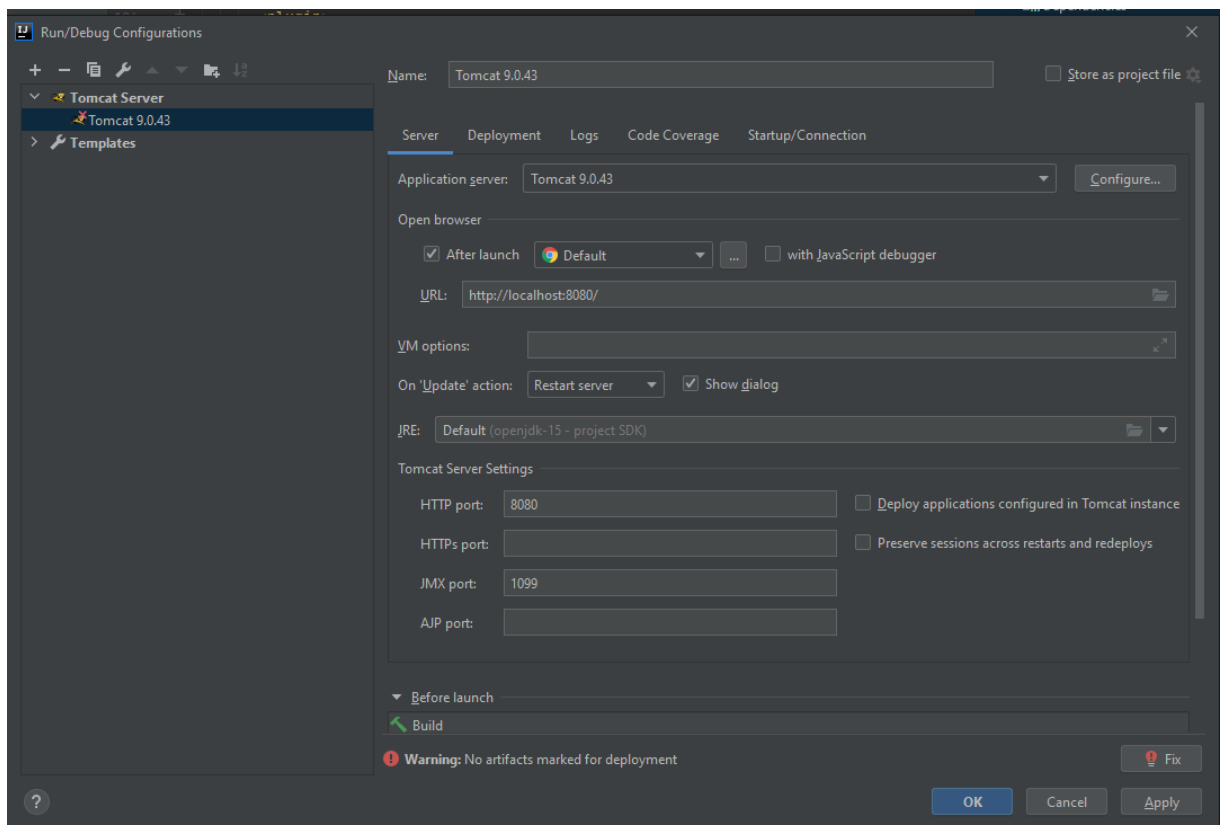 Run/Debug Configurations
Name: Tomcat 9.0.43
Store as project file
Tomcat Server
Tomcat 9.0.43
Templates
Server Deployment Logs Code Coverage Startup/Connection
Application server: Tomcat 9.0.43 Configure...
Open browser
After launch Default ... with JavaScript debugger
URL: http://localhost:8080/
VM options:
On 'Update' action: Restart server Show dialog
JRE: Default (openjdk-15 - project SDK)
Tomcat Server Settings
HTTP port: 8080 Deploy applications configured in Tomcat instance
HTTPs port: Preserve sessions across restarts and redeploys
JMX port: 1099
AJP port:
Before launch
Build
Warning: No artifacts marked for deployment Fix
? OK Cancel Apply